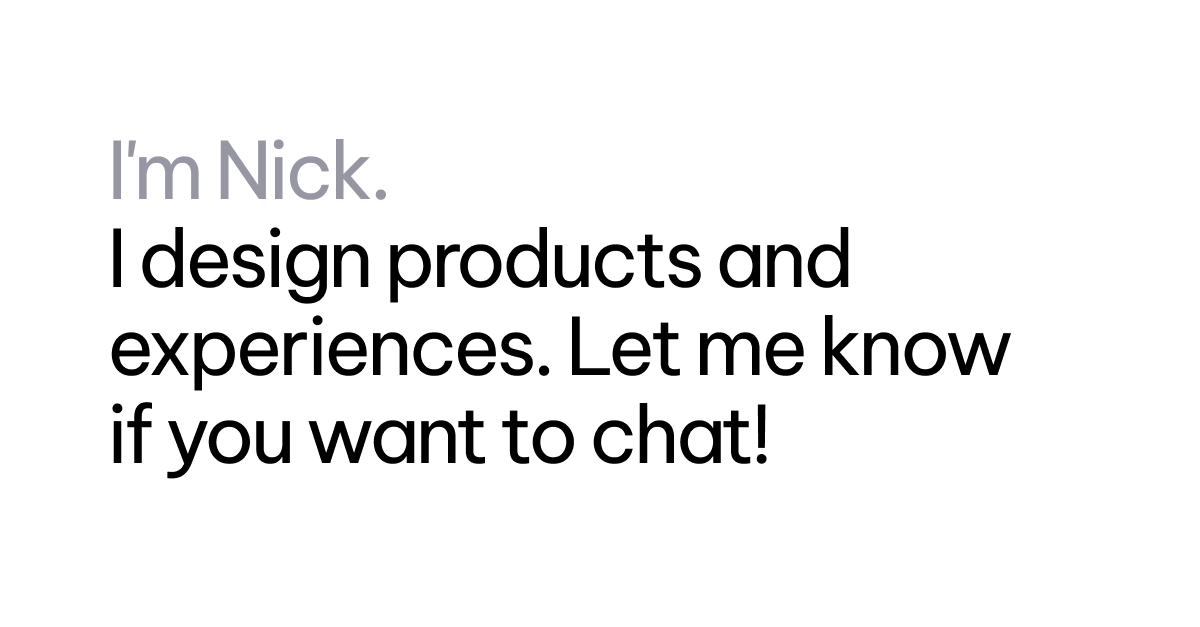 I'm Nick.
I design products and
experiences. Let me know
if you want to chat!